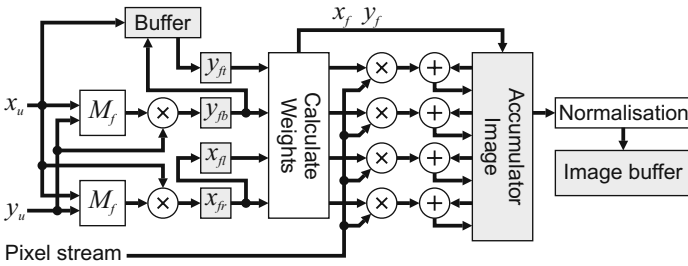 x_f y_f
Buffer
y_ft
x_u
M_f
×
y_fb
x_fl
y_u
M_f
×
x_fr
Pixel stream
Calculate
Weights
× +
× +
× +
× +
Accumulator
Image
Normalisation
Image buffer